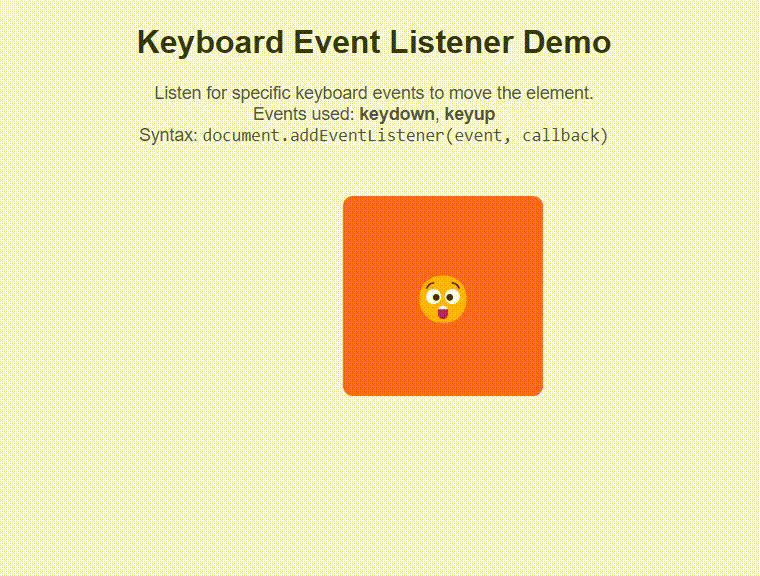 Keyboard Event Listener Demo
Listen for specific keyboard events to move the element.
Events used: keydown, keyup
Syntax: document.addEventListener(event, callback)